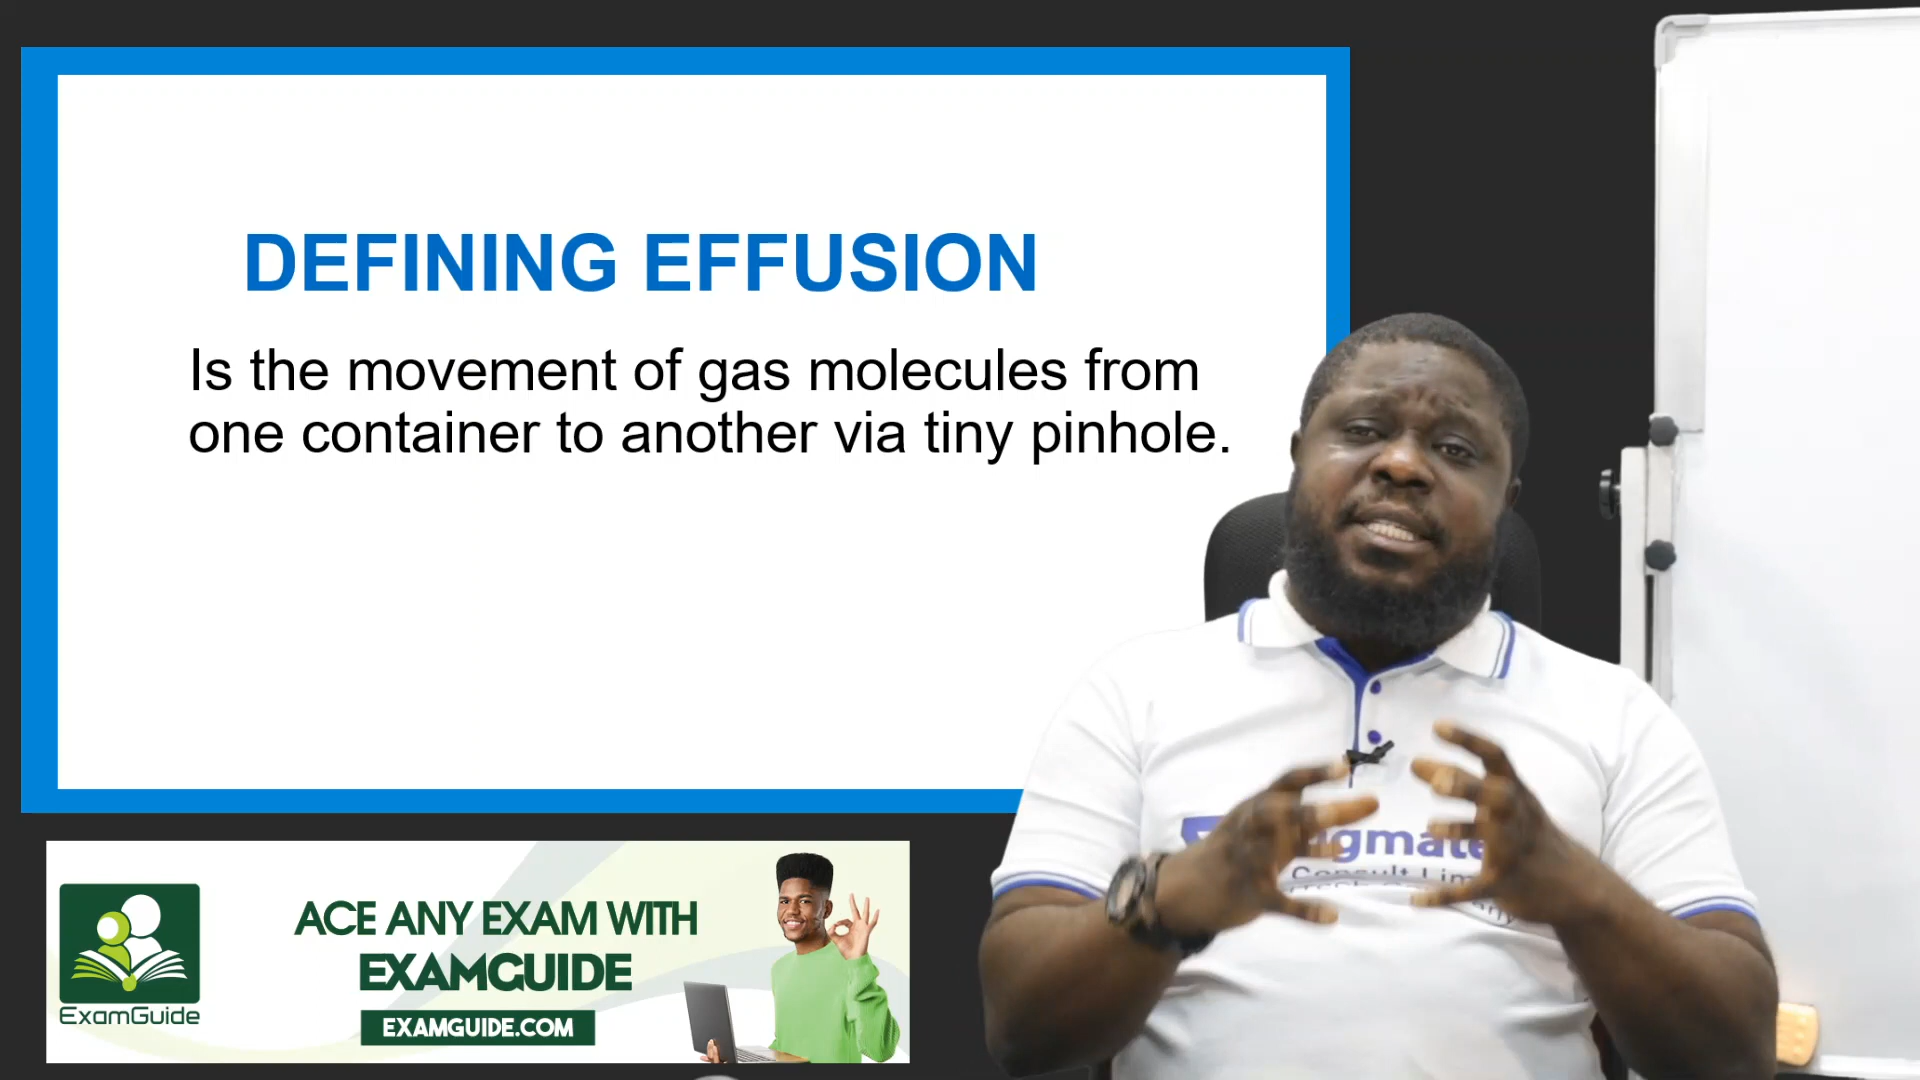 DEFINING EFFUSION
Is the movement of gas molecules from
one container to another via tiny pinhole.
ACE ANY EXAM WITH
EXAMGUIDE
EXAMGUIDE.COM
ExamGuide
Consult